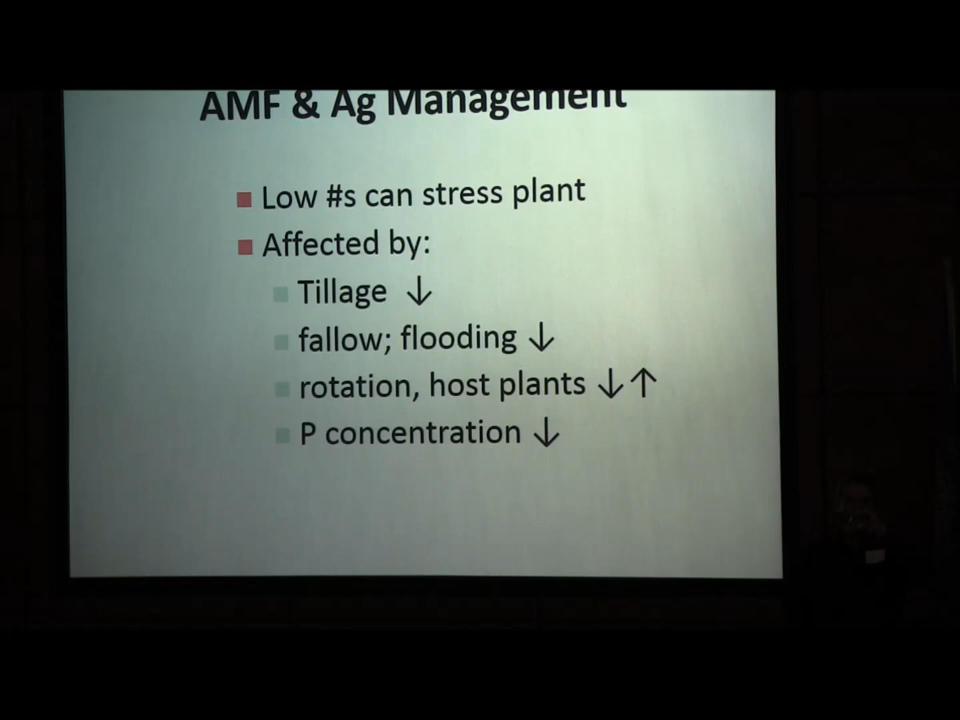 AMF & Ag Management
Low #s can stress plant
Affected by:
Tillage ↓
fallow; flooding ↓
rotation, host plants ↓↑
P concentration ↓